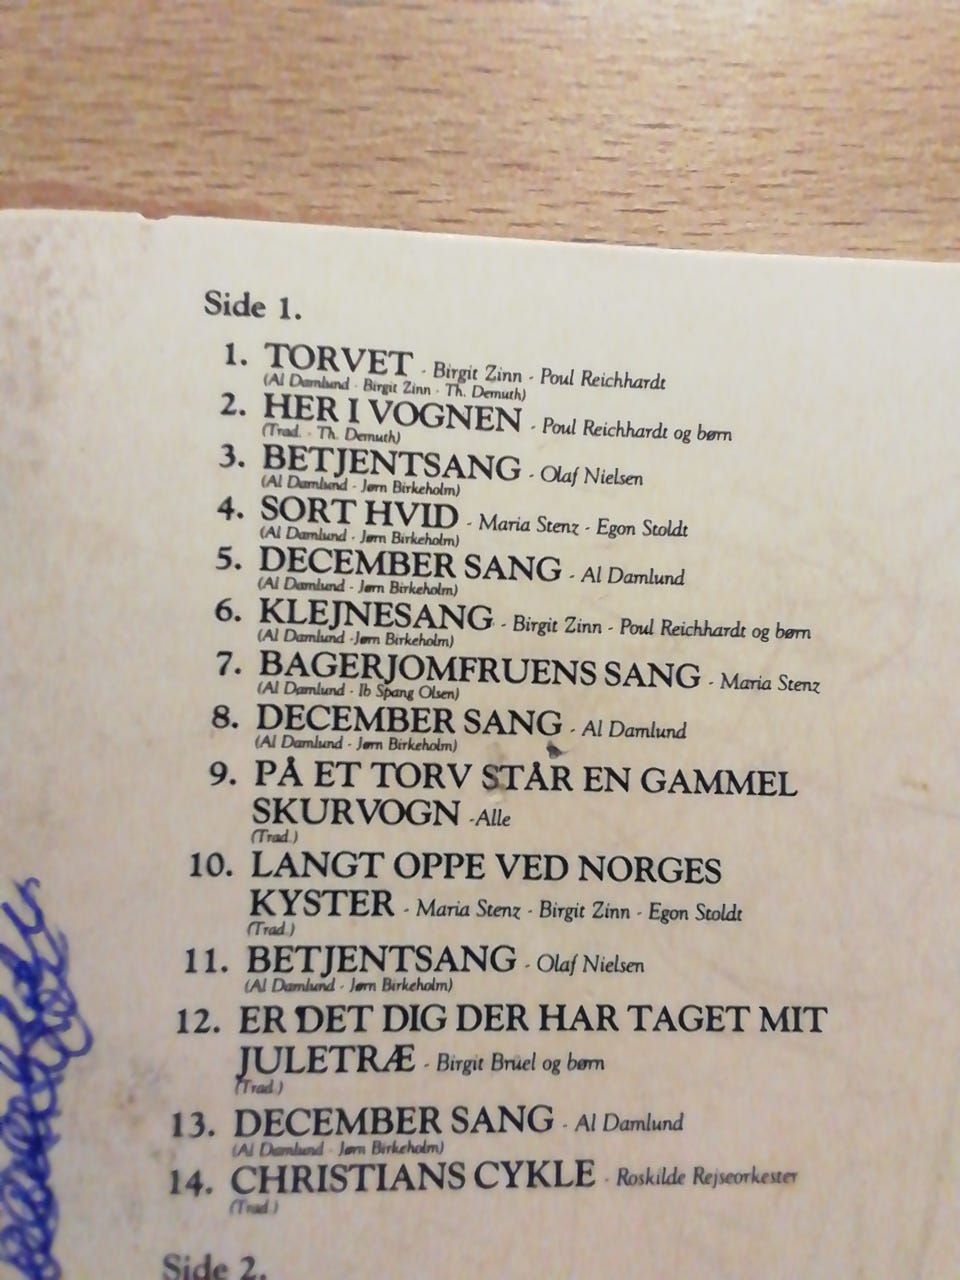 Side 1.
1. TORVET - Birgit Zinn - Poul Reichhardt
(Al Damlund - Birgit Zinn - Th. Demuth)
2. HER I VOGNEN - Poul Reichhardt og børn
(Trad. - Th. Demuth)
3. BETJENTSANG - Olaf Nielsen
(Al Damlund - Jørn Birkeholm)
4. SORT HVID - Maria Stenz - Egon Stoldt
(Al Damlund - Jørn Birkeholm)
5. DECEMBER SANG - Al Damlund
(Al Damlund - Jørn Birkeholm)
6. KLEJNESANG - Birgit Zinn - Poul Reichhardt og børn
(Al Damlund -Jørn Birkeholm)
7. BAGERJOMFRUENS SANG - Maria Stenz
(Al Damlund - Ib Spang Olsen)
8. DECEMBER SANG - Al Damlund
(Al Damlund - Jørn Birkeholm)
9. PÅ ET TORV STÅR EN GAMMEL
SKURVOGN -Alle
(Trad.)
10. LANGT OPPE VED NORGES
KYSTER - Maria Stenz - Birgit Zinn - Egon Stoldt
(Trad.)
11. BETJENTSANG - Olaf Nielsen
(Al Damlund - Jørn Birkeholm)
12. ER DET DIG DER HAR TAGET MIT
JULETRÆ - Birgit Brüel og børn
(Trad.)
13. DECEMBER SANG - Al Damlund
(Al Damlund - Jørn Birkeholm)
14. CHRISTIANS CYKLE - Roskilde Rejseorkester
(Trad.)
Side 2.